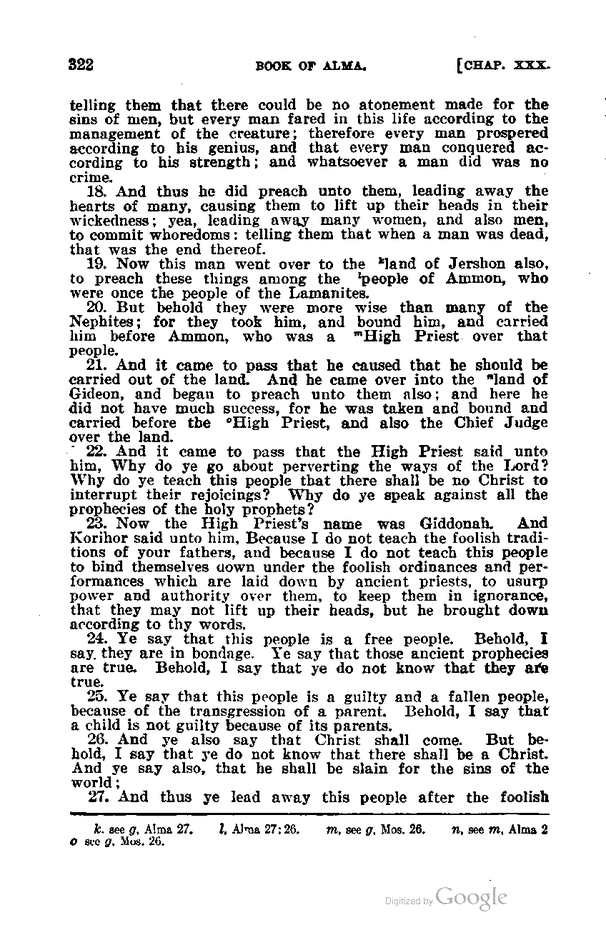 322 BOOK OF ALMA. [CHAP. XXX.
telling them that there could be no atonement made for the
sins of men, but every man fared in this life according to the
management of the creature; therefore every man prospered
according to his genius, and that every man conquered ac-
cording to his strength; and whatsoever a man did was no
crime.
18. And thus he did preach unto them, leading away the
hearts of many, causing them to lift up their heads in their
wickedness; yea, leading away many women, and also men,
to commit whoredoms: telling them that when a man was dead,
that was the end thereof.
19. Now this man went over to the ᵏland of Jershon also,
to preach these things among the ˡpeople of Ammon, who
were once the people of the Lamanites.
20. But behold they were more wise than many of the
Nephites; for they took him, and bound him, and carried
him before Ammon, who was a ᵐHigh Priest over that
people.
21. And it came to pass that he caused that he should be
carried out of the land. And he came over into the ⁿland of
Gideon, and began to preach unto them also; and here he
did not have much success, for he was taken and bound and
carried before the ᵒHigh Priest, and also the Chief Judge
over the land.
22. And it came to pass that the High Priest said unto
him, Why do ye go about perverting the ways of the Lord?
Why do ye teach this people that there shall be no Christ to
interrupt their rejoicings? Why do ye speak against all the
prophecies of the holy prophets?
23. Now the High Priest's name was Giddonah. And
Korihor said unto him, Because I do not teach the foolish tradi-
tions of your fathers, and because I do not teach this people
to bind themselves down under the foolish ordinances and per-
formances which are laid down by ancient priests, to usurp
power and authority over them, to keep them in ignorance,
that they may not lift up their heads, but he brought down
according to thy words.
24. Ye say that this people is a free people. Behold, I
say they are in bondage. Ye say that those ancient prophecies
are true. Behold, I say that ye do not know that they are
true.
25. Ye say that this people is a guilty and a fallen people,
because of the transgression of a parent. Behold, I say that
a child is not guilty because of its parents.
26. And ye also say that Christ shall come. But be-
hold, I say that ye do not know that there shall be a Christ.
And ye say also, that he shall be slain for the sins of the
world;
27. And thus ye lead away this people after the foolish
k. see g, Alma 27. l, Alma 27:26. m, see g, Mos. 26. n, see m, Alma 2
o see g, Mos. 26.
Digitized by Google